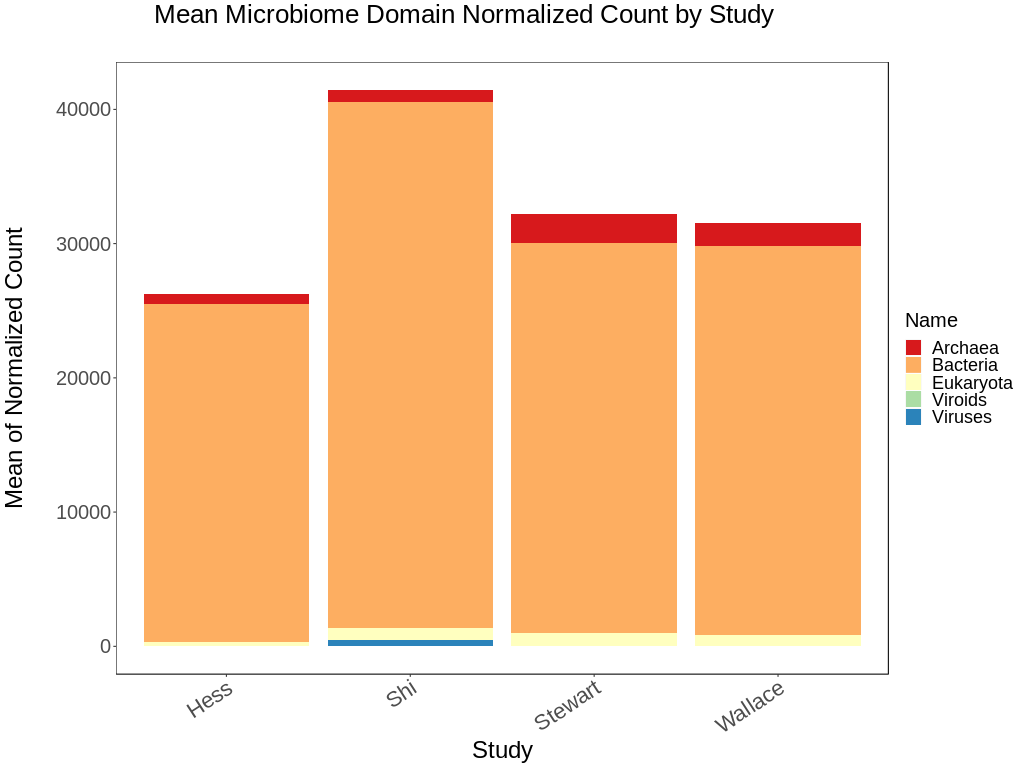 Mean Microbiome Domain Normalized Count by Study
Mean of Normalized Count
40000
30000
20000
10000
0
Hess
Shi
Stewart
Wallace
Study
Name
Archaea
Bacteria
Eukaryota
Viroids
Viruses